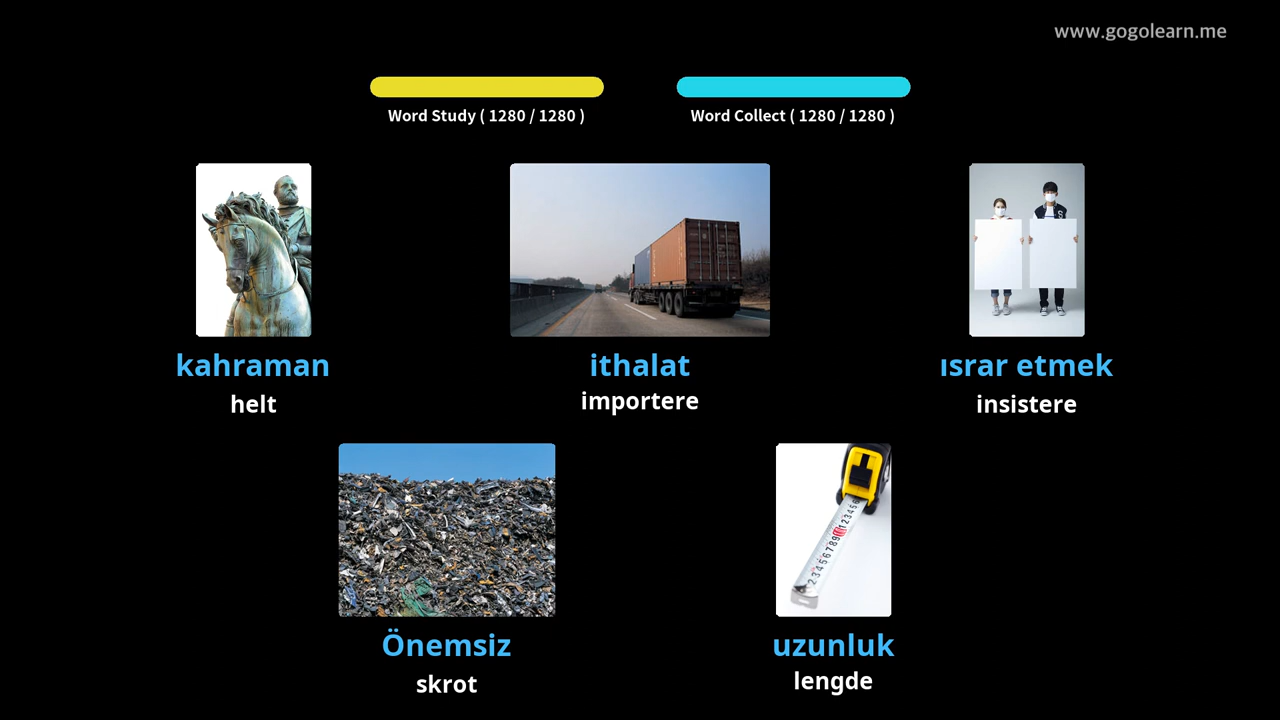 www.gogolearn.me
Word Study ( 1280 / 1280 )
Word Collect ( 1280 / 1280 )
kahraman
helt
ithalat
importere
ısrar etmek
insistere
Önemsiz
skrot
uzunluk
lengde